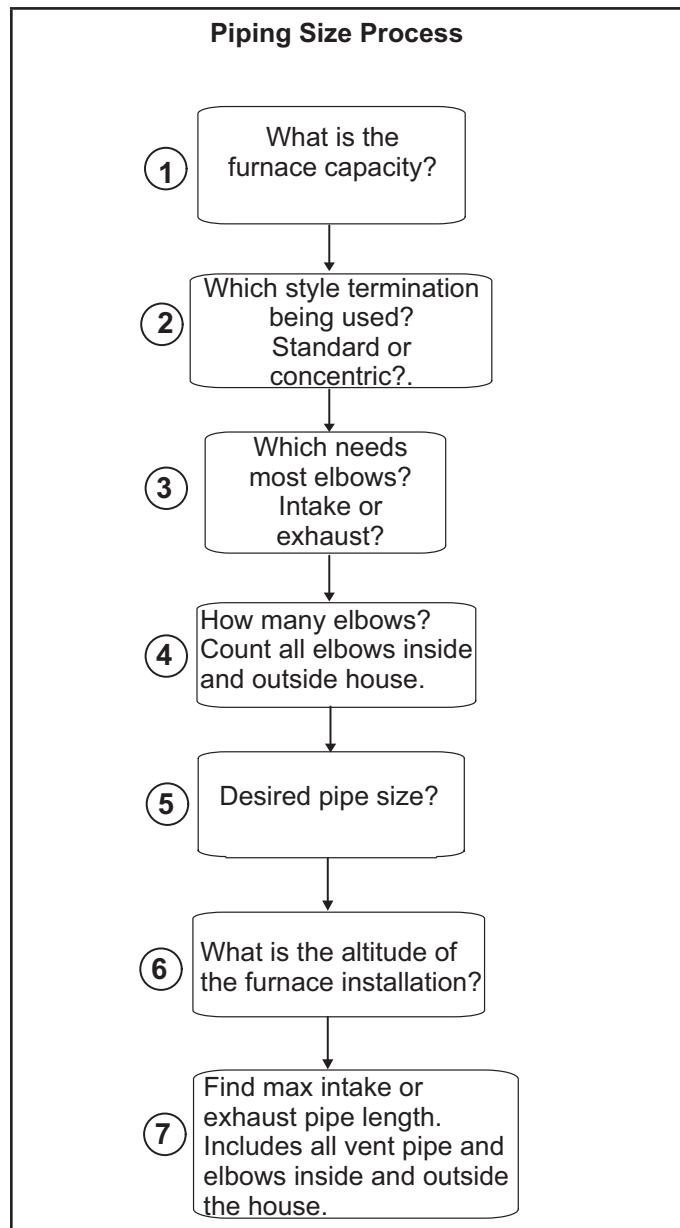 Piping Size Process
1
What is the
furnace capacity?
2
Which style termination
being used?
Standard or
concentric?.
3
Which needs
most elbows?
Intake or
exhaust?
4
How many elbows?
Count all elbows inside
and outside house.
5
Desired pipe size?
6
What is the altitude of
the furnace installation?
7
Find max intake or
exhaust pipe length.
Includes all vent pipe and
elbows inside and outside
the house.